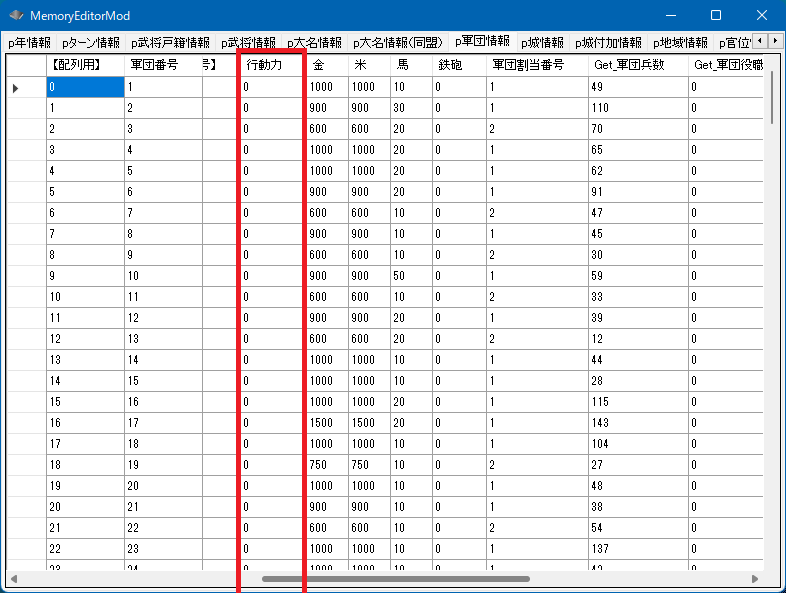 MemoryEditorMod
p年情報 pターン情報 p武将戸籍情報 p武将情報 p大名情報 p大名情報(同盟) p軍団情報 p城情報 p城付加情報 p地域情報 p官位
【配列用】 軍団番号 号】 行動力 金 米 馬 鉄砲 軍団割当番号 Get_軍団兵数 Get_軍団役職
0 1 0 1000 1000 10 0 1 49 0
1 2 0 900 900 30 0 1 110 0
2 3 0 600 600 20 0 2 70 0
3 4 0 1000 1000 20 0 1 65 0
4 5 0 1000 1000 20 0 1 62 0
5 6 0 900 900 20 0 1 91 0
6 7 0 600 600 10 0 2 47 0
7 8 0 900 900 10 0 1 45 0
8 9 0 600 600 10 0 2 30 0
9 10 0 900 900 50 0 1 59 0
10 11 0 600 600 10 0 2 33 0
11 12 0 900 900 20 0 1 39 0
12 13 0 600 600 20 0 2 12 0
13 14 0 1000 1000 10 0 1 44 0
14 15 0 1000 1000 10 0 1 28 0
15 16 0 1000 1000 20 0 1 115 0
16 17 0 1500 1500 20 0 1 143 0
17 18 0 1000 1000 10 0 1 104 0
18 19 0 750 750 10 0 2 27 0
19 20 0 1000 1000 10 0 1 48 0
20 21 0 900 900 10 0 1 38 0
21 22 0 600 600 10 0 2 54 0
22 23 0 1000 1000 10 0 1 137 0
23 24 0 1000 1000 10 0 1 42 0